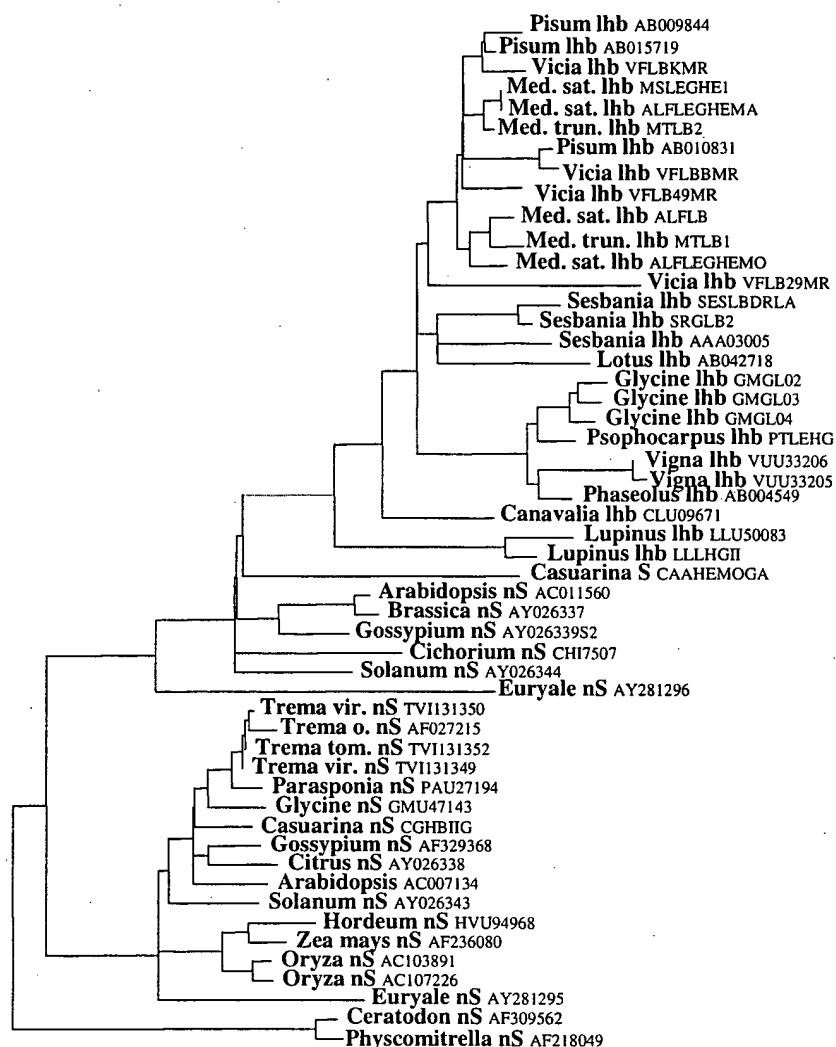 Pisum lhb AB009844
Pisum lhb AB015719
Vicia lhb VFLBKMR
Med. sat. lhb MSLEGHE1
Med. sat. lhb ALFLEGHEMA
Med. trun. lhb MTLB2
Pisum lhb AB010831
Vicia lhb VFLBBMR
Vicia lhb VFLB49MR
Med. sat. lhb ALFLB
Med. trun. lhb MTLB1
Med. sat. lhb ALFLEGHEMO
Vicia lhb VFLB29MR
Sesbania lhb SESLBDRLA
Sesbania lhb SRGLB2
Sesbania lhb AAA03005
Lotus lhb AB042718
Glycine lhb GMGL02
Glycine lhb GMGL03
Glycine lhb GMGL04
Psophocarpus lhb PTLEHG
Vigna lhb VUU33206
Vigna lhb VUU33205
Phaseolus lhb AB004549
Canavalia lhb CLU09671
Lupinus lhb LLU50083
Lupinus lhb LLLHGII
Casuarina S CAAHEMOGA
Arabidopsis nS AC011560
Brassica nS AY026337
Gossypium nS AY026339S2
Cichorium nS CHI7507
Solanum nS AY026344
Euryale nS AY281296
Trema vir. nS TVI131350
Trema o. nS AF027215
Trema tom. nS TVI131352
Trema vir. nS TVI131349
Parasponia nS PAU27194
Glycine nS GMU47143
Casuarina nS CGHBIIG
Gossypium nS AF329368
Citrus nS AY026338
Arabidopsis AC007134
Solanum nS AY026343
Hordeum nS HVU94968
Zea mays nS AF236080
Oryza nS AC103891
Oryza nS AC107226
Euryale nS AY281295
Ceratodon nS AF309562
Physcomitrella nS AF218049